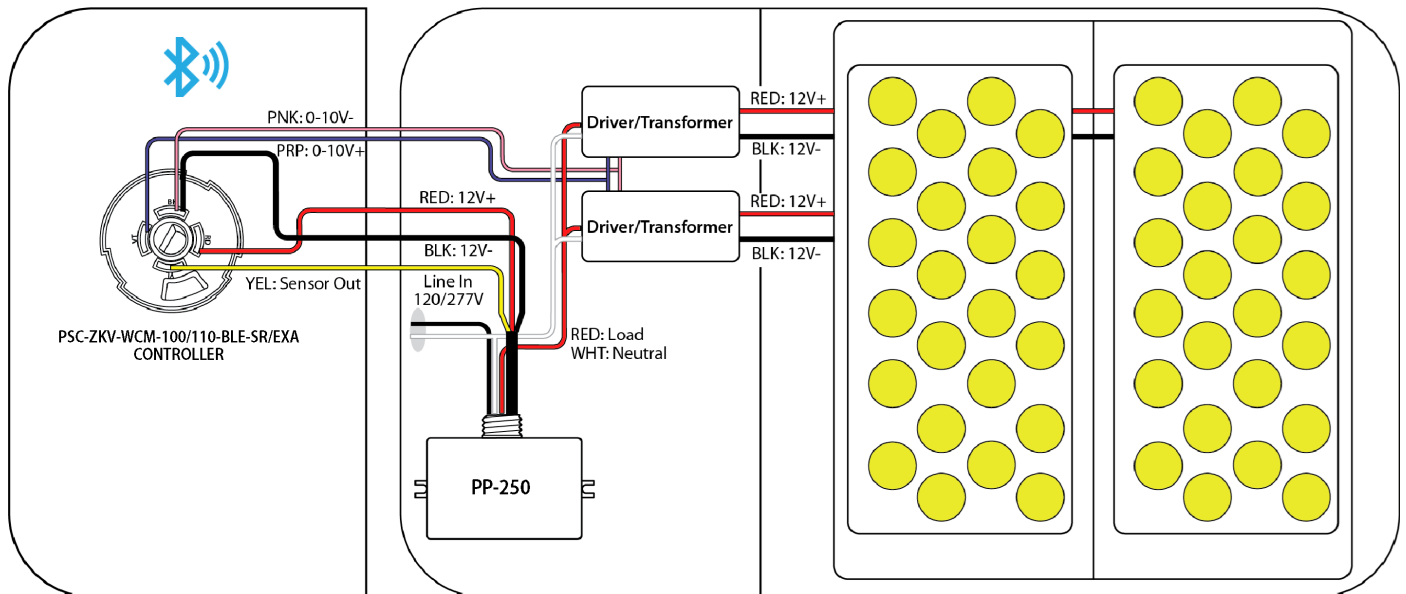 PNK: 0-10V-
PRP: 0-10V+
RED: 12V+
BLK: 12V-
YEL: Sensor Out
Line In
120/277V
RED: Load
WHT: Neutral
PSC-ZKV-WCM-100/110-BLE-SR/EXA
CONTROLLER
PP-250
Driver/Transformer
Driver/Transformer
RED: 12V+
BLK: 12V-
RED: 12V+
BLK: 12V-
RD